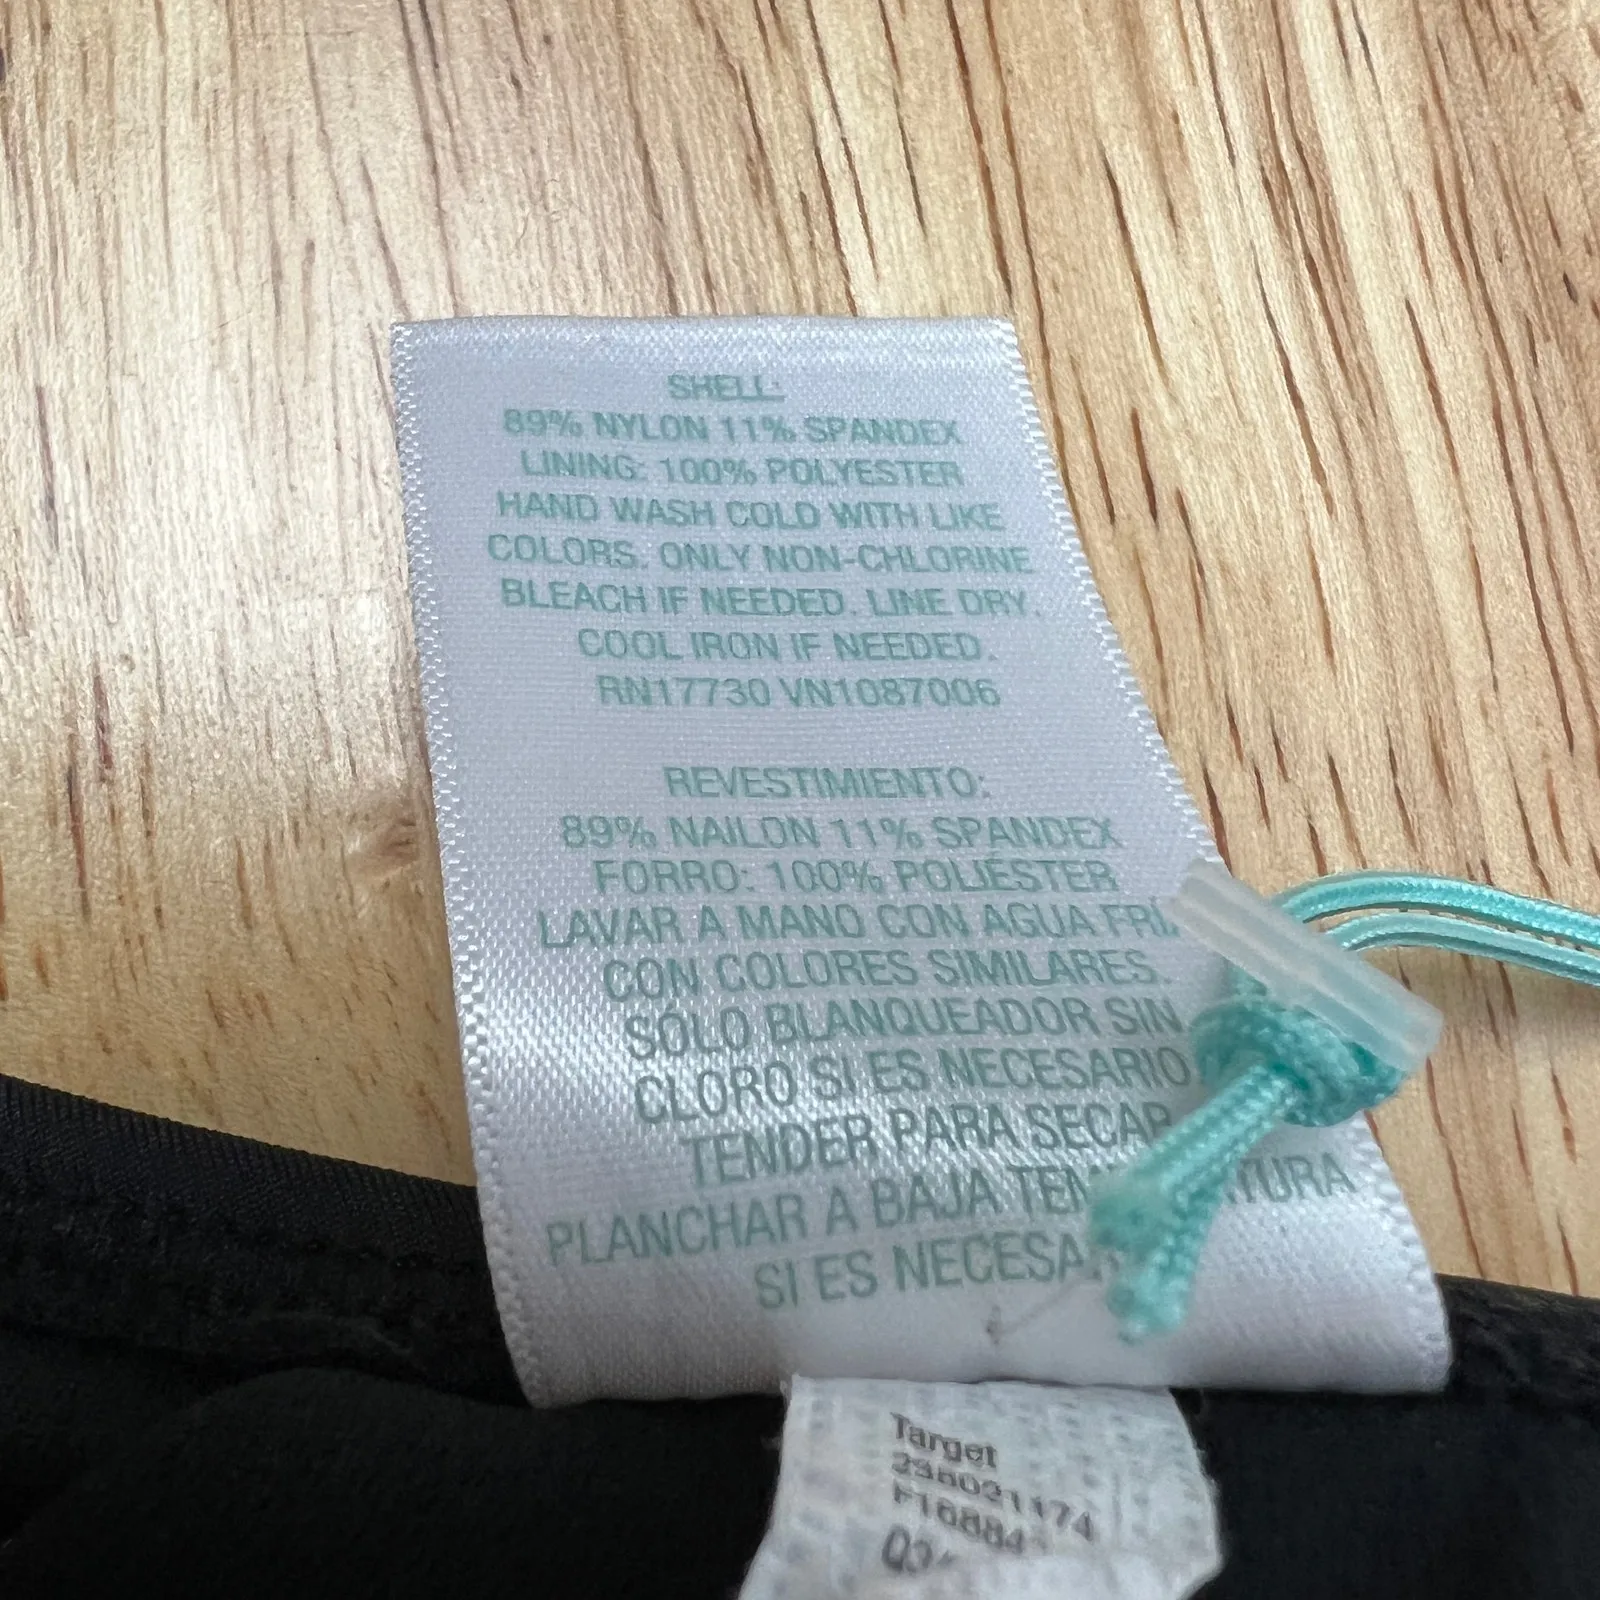 SHELL:
89% NYLON 11% SPANDEX
LINING: 100% POLYESTER
HAND WASH COLD WITH LIKE
COLORS. ONLY NON-CHLORINE
BLEACH IF NEEDED. LINE DRY.
COOL IRON IF NEEDED.
RN17730 VN1087006
REVESTIMIENTO:
89% NAILON 11% SPANDEX
FORRO: 100% POLIÉSTER
LAVAR A MANO CON AGUA
CON COLORES SIMILARES.
SÓLO BLANQUEADOR SIN
CLORO SI ES NECESARIO
TENDER PARA SECAR
PLANCHAR A BAJA
SI ES
Target